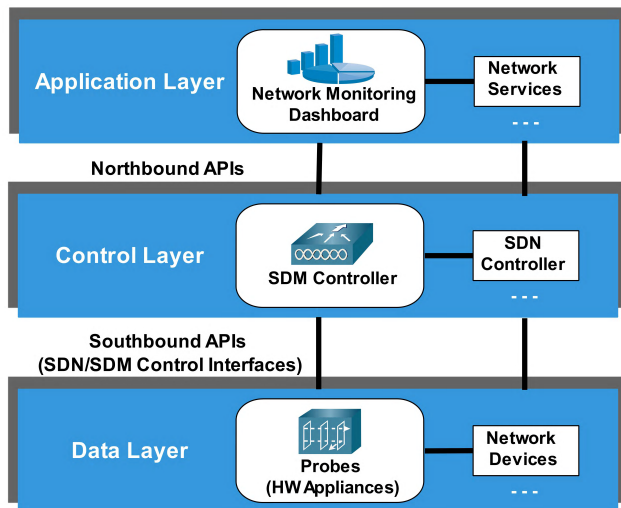 Application Layer
Network Monitoring
Dashboard
Network
Services
- - -
Northbound APIs
Control Layer
SDM Controller
SDN
Controller
- - -
Southbound APIs
(SDN/SDM Control Interfaces)
Data Layer
Probes
(HW Appliances)
Network
Devices
- - -